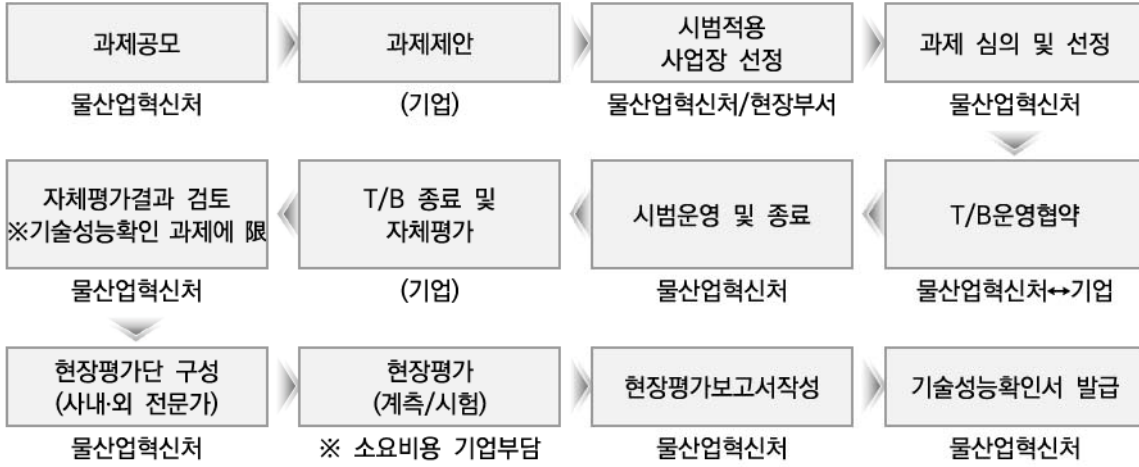 과제공모
물산업혁신처
과제제안
(기업)
시범적용
사업장 선정
물산업혁신처/현장부서
과제 심의 및 선정
물산업혁신처
T/B운영협약
물산업혁신처↔기업
시범운영 및 종료
물산업혁신처
T/B 종료 및
자체평가
(기업)
자체평가결과 검토
※기술성능확인 과제에 限
물산업혁신처
현장평가단 구성
(사내·외 전문가)
물산업혁신처
현장평가
(계측/시험)
※ 소요비용 기업부담
현장평가보고서작성
물산업혁신처
기술성능확인서 발급
물산업혁신처